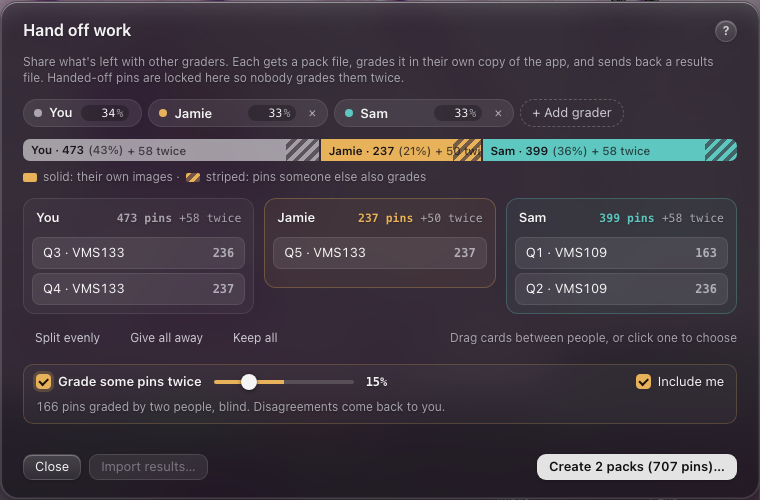 Hand off work
?
Share what's left with other graders. Each gets a pack file, grades it in their own copy of the app, and sends back a results
file. Handed-off pins are locked here so nobody grades them twice.
You 34% Jamie 33% × Sam 33% × + Add grader
You · 473 (43%) + 58 twice Jamie · 237 (21%) + 50 twi Sam · 399 (36%) + 58 twice
solid: their own images · striped: pins someone else also grades
You 473 pins +58 twice Jamie 237 pins +50 twice Sam 399 pins +58 twice
Q3 · VMS133 236 Q5 · VMS133 237 Q1 · VMS109 163
Q4 · VMS133 237 Q2 · VMS109 236
Split evenly Give all away Keep all Drag cards between people, or click one to choose
Grade some pins twice 15% Include me
166 pins graded by two people, blind. Disagreements come back to you.
Close Import results... Create 2 packs (707 pins)...